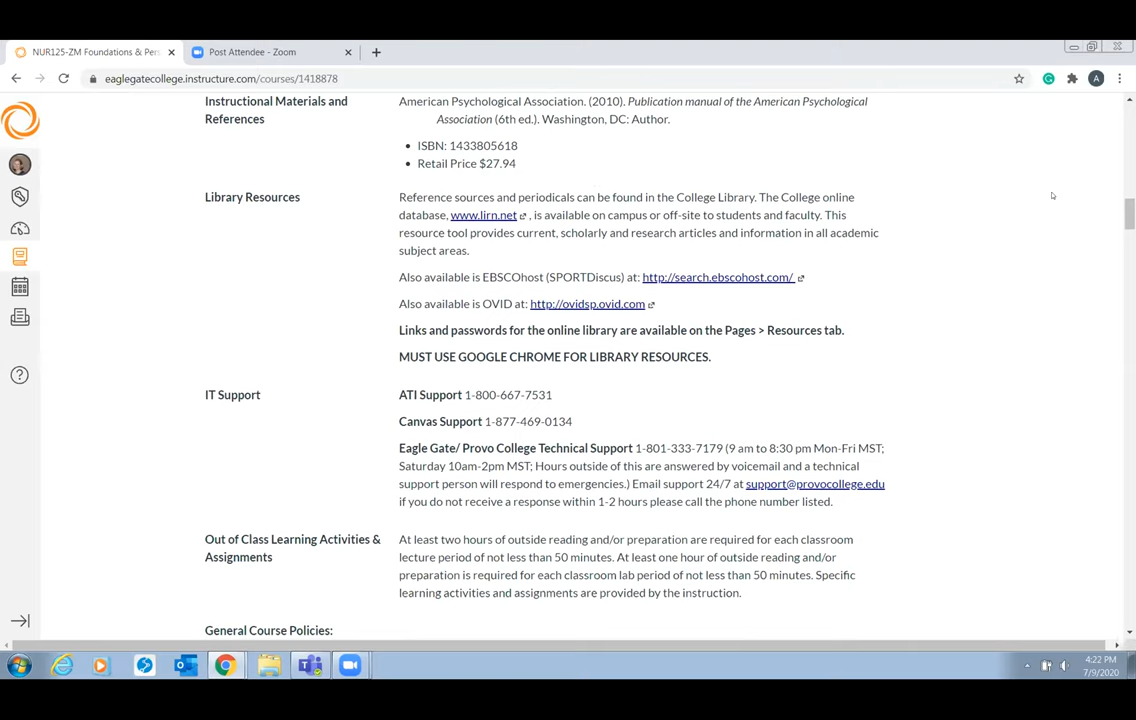 NUR125-ZM Foundations & Per
Post Attendee - Zoom
eaglegatecollege.instructure.com/courses/1418878
A
Instructional Materials and
References
American Psychological Association. (2010). Publication manual of the American Psychological
Association (6th ed.). Washington, DC: Author.
• ISBN: 1433805618
• Retail Price $27.94
Library Resources
Reference sources and periodicals can be found in the College Library. The College online
database, www.lirn.net , is available on campus or off-site to students and faculty. This
resource tool provides current, scholarly and research articles and information in all academic
subject areas.
Also available is EBSCOhost (SPORTDiscus) at: http://search.ebscohost.com/
Also available is OVID at: http://ovidsp.ovid.com
Links and passwords for the online library are available on the Pages > Resources tab.
MUST USE GOOGLE CHROME FOR LIBRARY RESOURCES.
IT Support
ATI Support 1-800-667-7531
Canvas Support 1-877-469-0134
Eagle Gate/ Provo College Technical Support 1-801-333-7179 (9 am to 8:30 pm Mon-Fri MST;
Saturday 10am-2pm MST; Hours outside of this are answered by voicemail and a technical
support person will respond to emergencies.) Email support 24/7 at support@provocollege.edu
if you do not receive a response within 1-2 hours please call the phone number listed.
Out of Class Learning Activities &
Assignments
At least two hours of outside reading and/or preparation are required for each classroom
lecture period of not less than 50 minutes. At least one hour of outside reading and/or
preparation is required for each classroom lab period of not less than 50 minutes. Specific
learning activities and assignments are provided by the instruction.
General Course Policies:
4:22 PM
7/9/2020